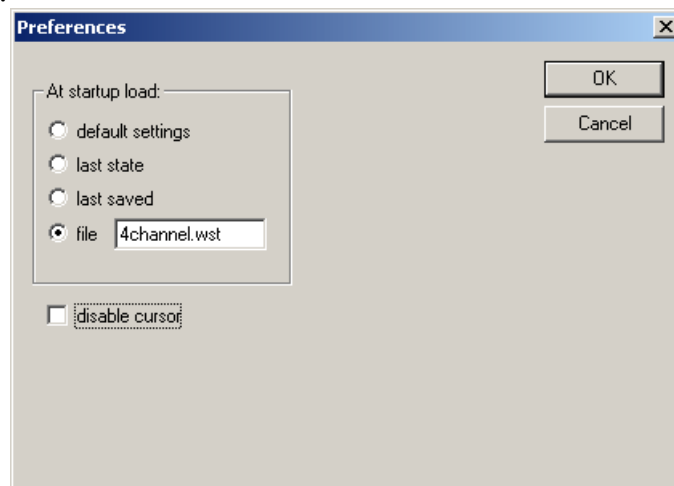 Preferences
At startup load:
default settings
last state
last saved
file 4channel.wst
disable cursor
OK
Cancel